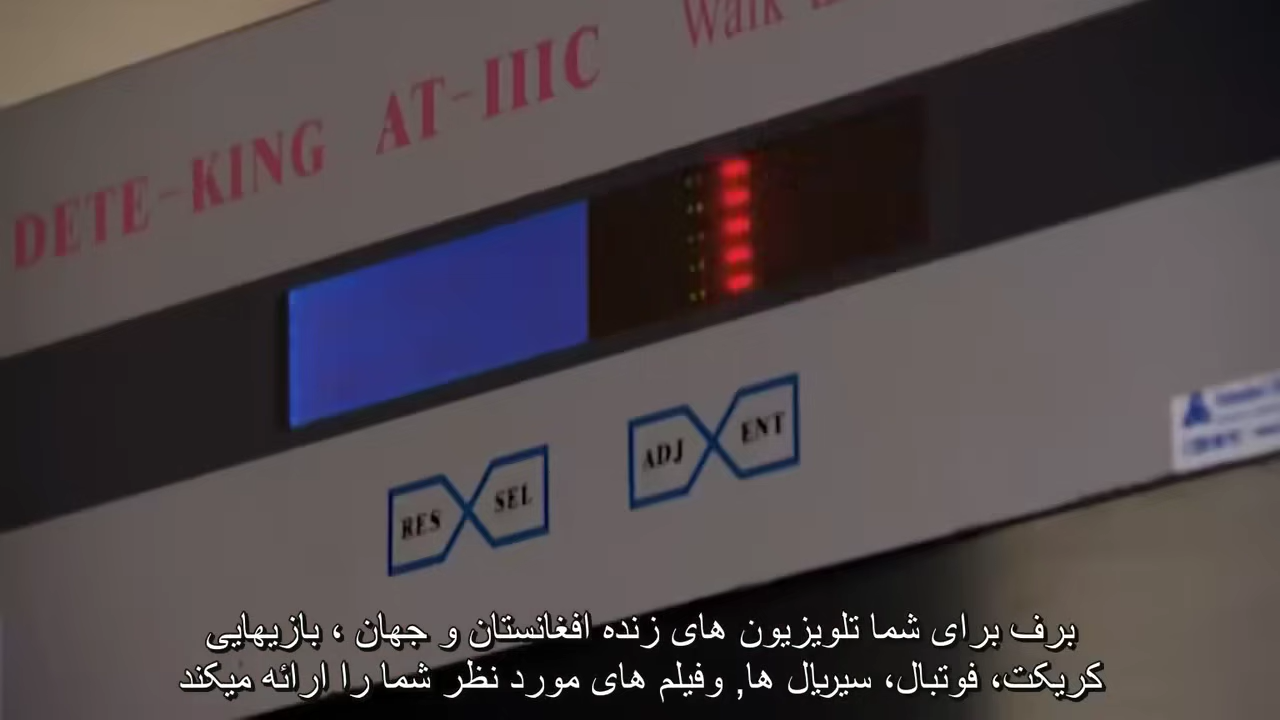 DETE-KING AT-IIIC Walk
RES SEL ADJ ENT
برف برای شما تلویزیون های زنده افغانستان و جهان ، بازیهایی
کریکت، فوتبال، سیریال ها, وفیلم های مورد نظر شما را ارائه میکند